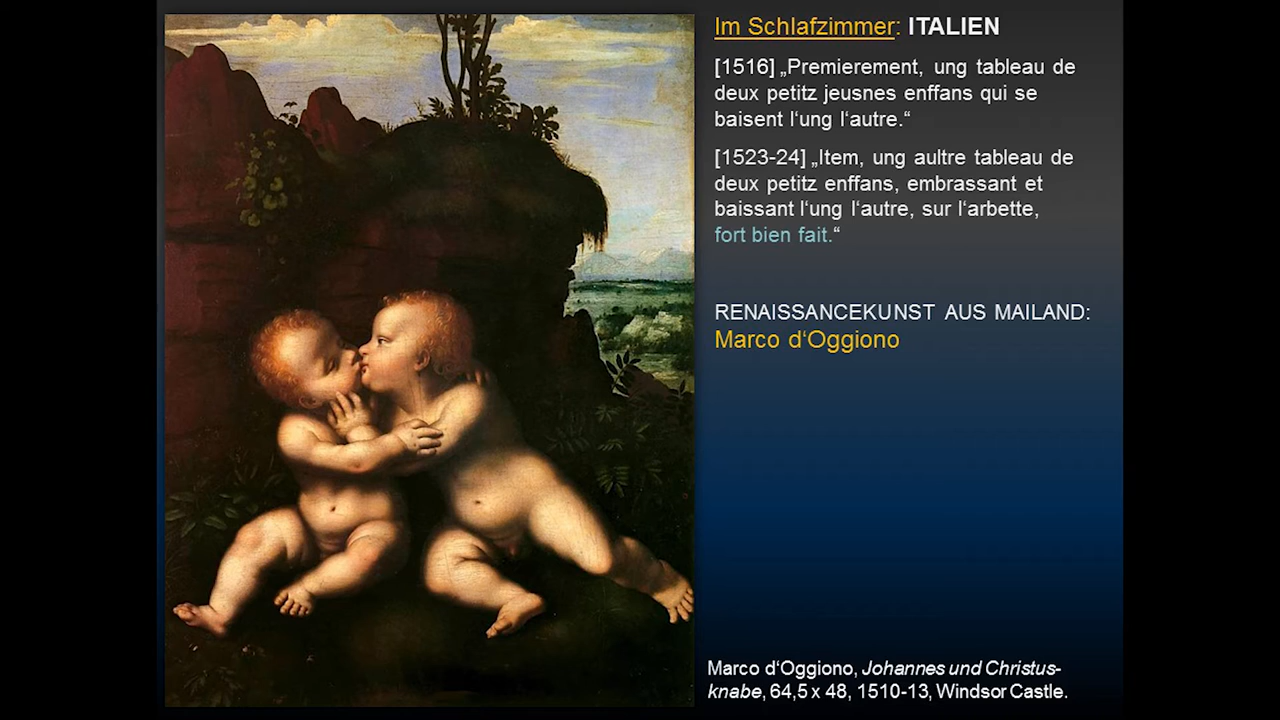 Im Schlafzimmer: ITALIEN
[1516] „Premierement, ung tableau de
deux petitz jeusnes enffans qui se
baisent l‘ung l‘autre.“
[1523-24] „Item, ung aultre tableau de
deux petitz enffans, embrassant et
baissant l‘ung l‘autre, sur l‘arbette,
fort bien fait.“
RENAISSANCEKUNST AUS MAILAND:
Marco d‘Oggiono
Marco d‘Oggiono, Johannes und Christus-
knabe, 64,5 x 48, 1510-13, Windsor Castle.